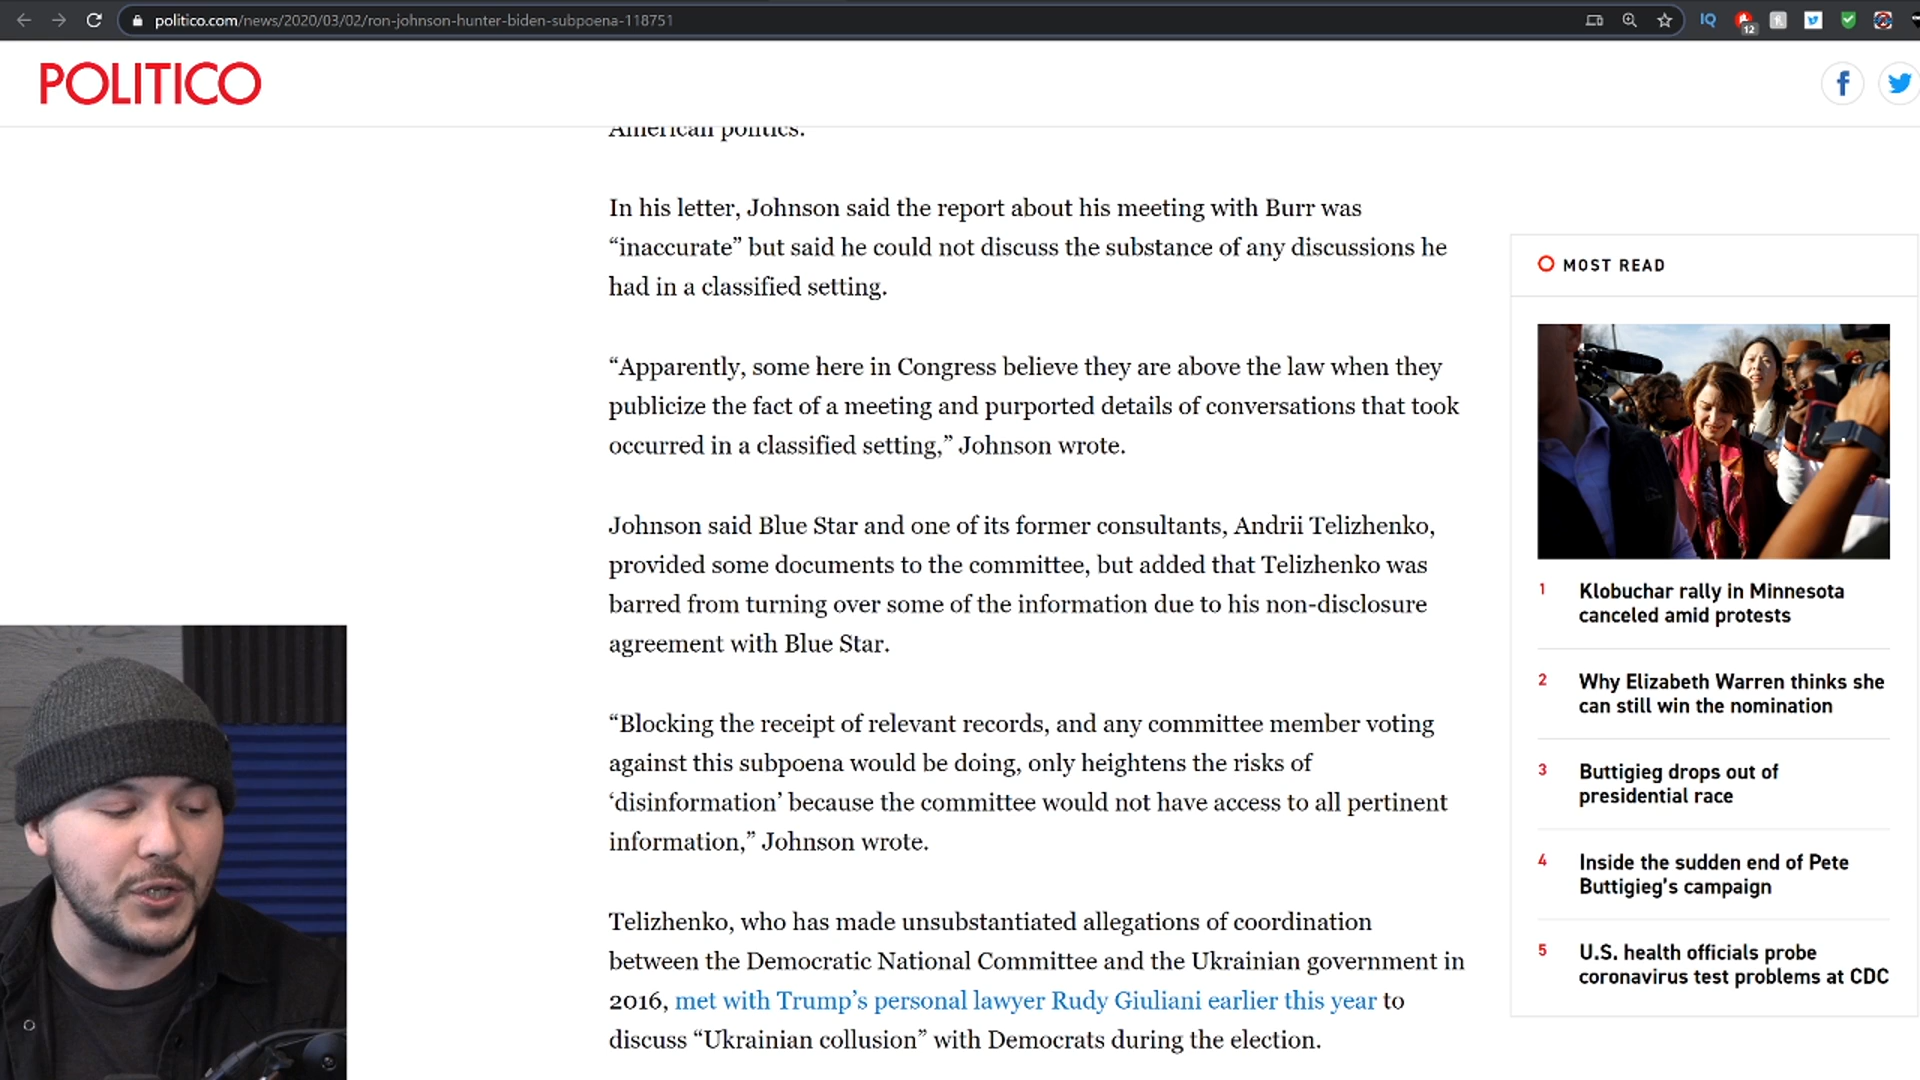 politico.com/news/2020/03/02/ron-johnson-hunter-biden-subpoena-118751
IQ
12
POLITICO
American politics.
In his letter, Johnson said the report about his meeting with Burr was
“inaccurate” but said he could not discuss the substance of any discussions he
had in a classified setting.
“Apparently, some here in Congress believe they are above the law when they
publicize the fact of a meeting and purported details of conversations that took
occurred in a classified setting,” Johnson wrote.
Johnson said Blue Star and one of its former consultants, Andrii Telizhenko,
provided some documents to the committee, but added that Telizhenko was
barred from turning over some of the information due to his non-disclosure
agreement with Blue Star.
“Blocking the receipt of relevant records, and any committee member voting
against this subpoena would be doing, only heightens the risks of
‘disinformation’ because the committee would not have access to all pertinent
information,” Johnson wrote.
Telizhenko, who has made unsubstantiated allegations of coordination
between the Democratic National Committee and the Ukrainian government in
2016, met with Trump’s personal lawyer Rudy Giuliani earlier this year to
discuss “Ukrainian collusion” with Democrats during the election.
MOST READ
1 Klobuchar rally in Minnesota
canceled amid protests
2 Why Elizabeth Warren thinks she
can still win the nomination
3 Buttigieg drops out of
presidential race
4 Inside the sudden end of Pete
Buttigieg’s campaign
5 U.S. health officials probe
coronavirus test problems at CDC